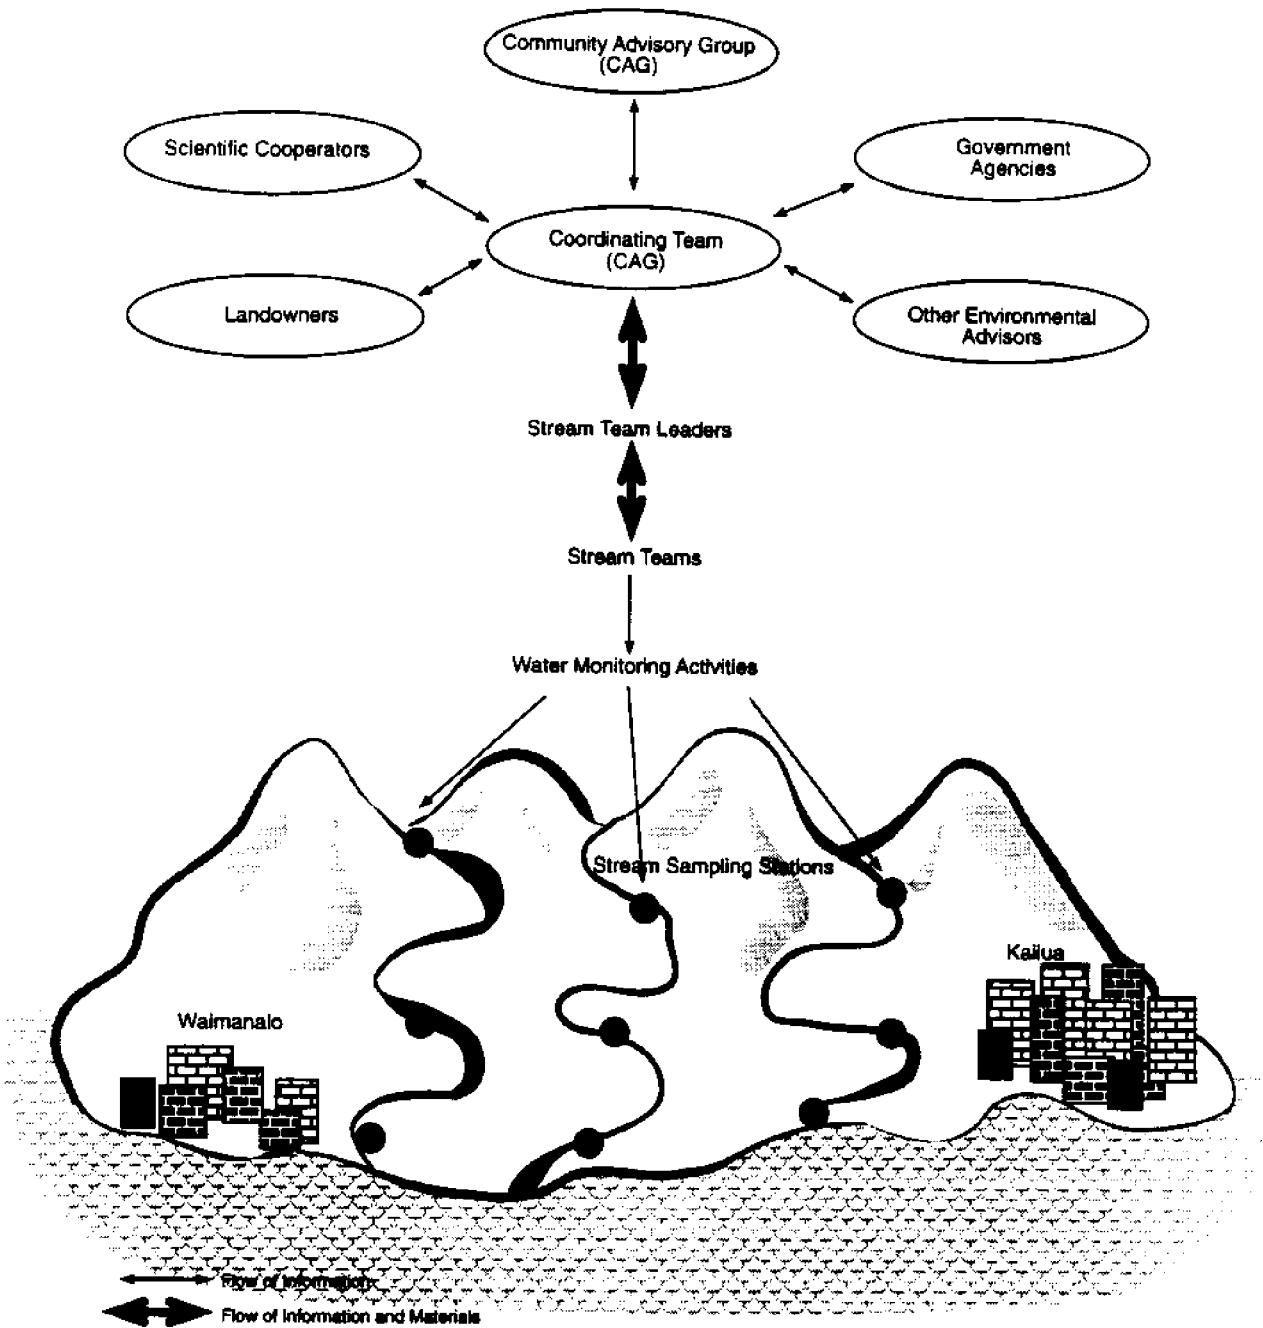 Community Advisory Group
(CAG)
Scientific Cooperators
Government
Agencies
Coordinating Team
(CAG)
Landowners
Other Environmental
Advisors
Stream Team Leaders
Stream Teams
Water Monitoring Activities
Stream Sampling Stations
Kailua
Waimanalo
Flow of Information
Flow of Information and Materials